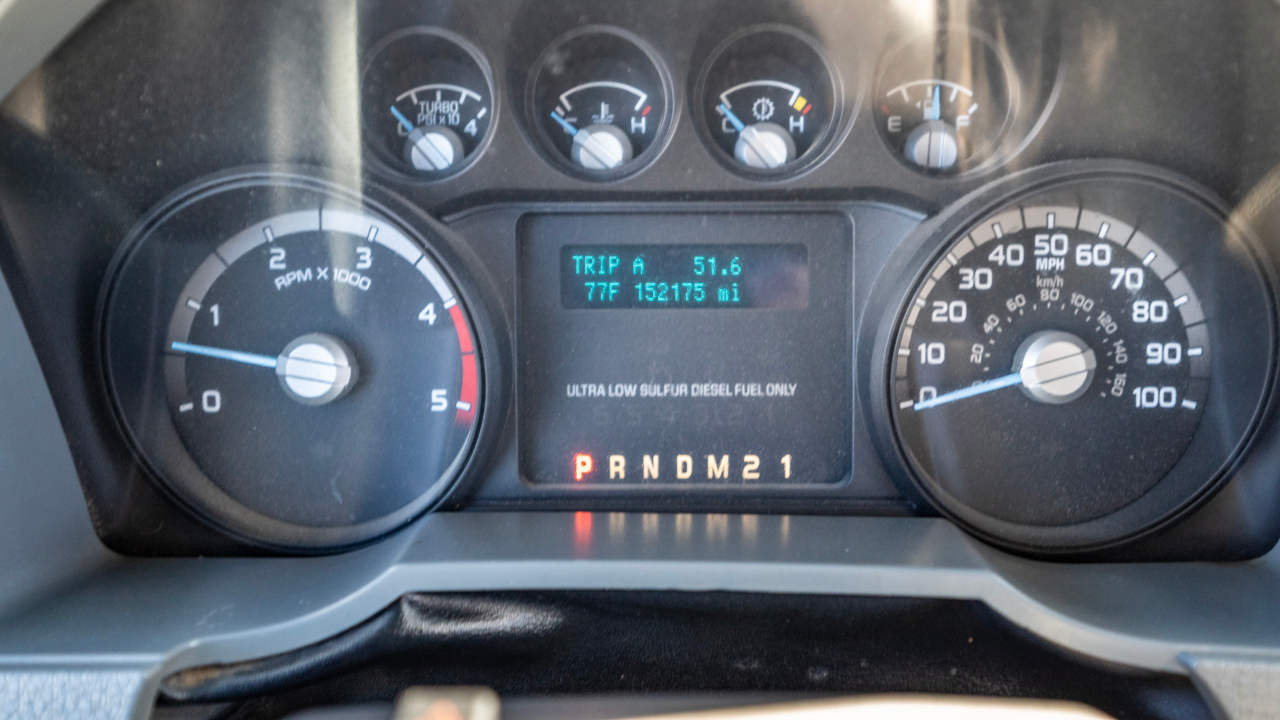 TURBO
PSI x 10
C 4
C H
C H
E F
0 1 2 3 4 5
RPM X 1000
TRIP A 51.6
77F 152175 mi
ULTRA LOW SULFUR DIESEL FUEL ONLY
P R N D M 2 1
0 10 20 30 40 50 60 70 80 90 100
MPH
km/h
20 40 60 80 100 120 140 160